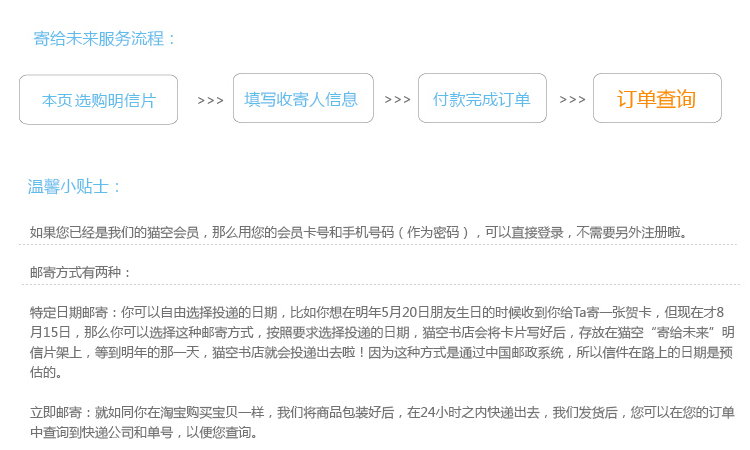 寄给未来服务流程：
本页选购明信片 >>> 填写收寄人信息 >>> 付款完成订单 >>> 订单查询
温馨小贴士：
如果您已经是我们的猫空会员，那么用您的会员卡号和手机号码（作为密码），可以直接登录，不需要另外注册啦。
邮寄方式有两种：
特定日期邮寄：你可以自由选择投递的日期，比如你想在明年5月20日朋友生日的时候收到你给Ta寄一张贺卡，但现在才8
月15日，那么你可以选择这种邮寄方式，按照要求选择投递的日期，猫空书店会将卡片写好后，存放在猫空“寄给未来”明
信片架上，等到明年的那一天，猫空书店就会投递出去啦！因为这种方式是通过中国邮政系统，所以信件在路上的日期是预
估的。
立即邮寄：就如同你在淘宝购买宝贝一样，我们将商品包装好后，在24小时之内快递出去，我们发货后，您可以在您的订单
中查询到快递公司和单号，以便您查询。